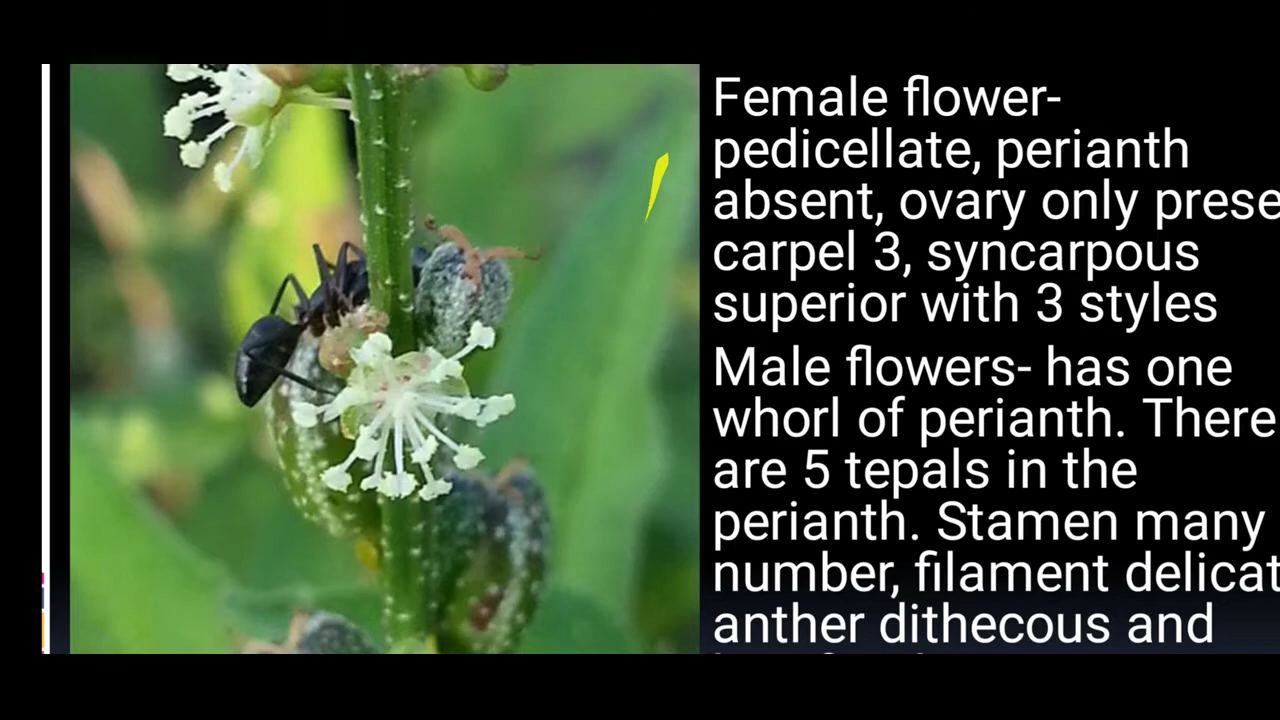 Female flower-
pedicellate, perianth
absent, ovary only prese
carpel 3, syncarpous
superior with 3 styles
Male flowers- has one
whorl of perianth. There
are 5 tepals in the
perianth. Stamen many
number, filament delicat
anther dithecous and